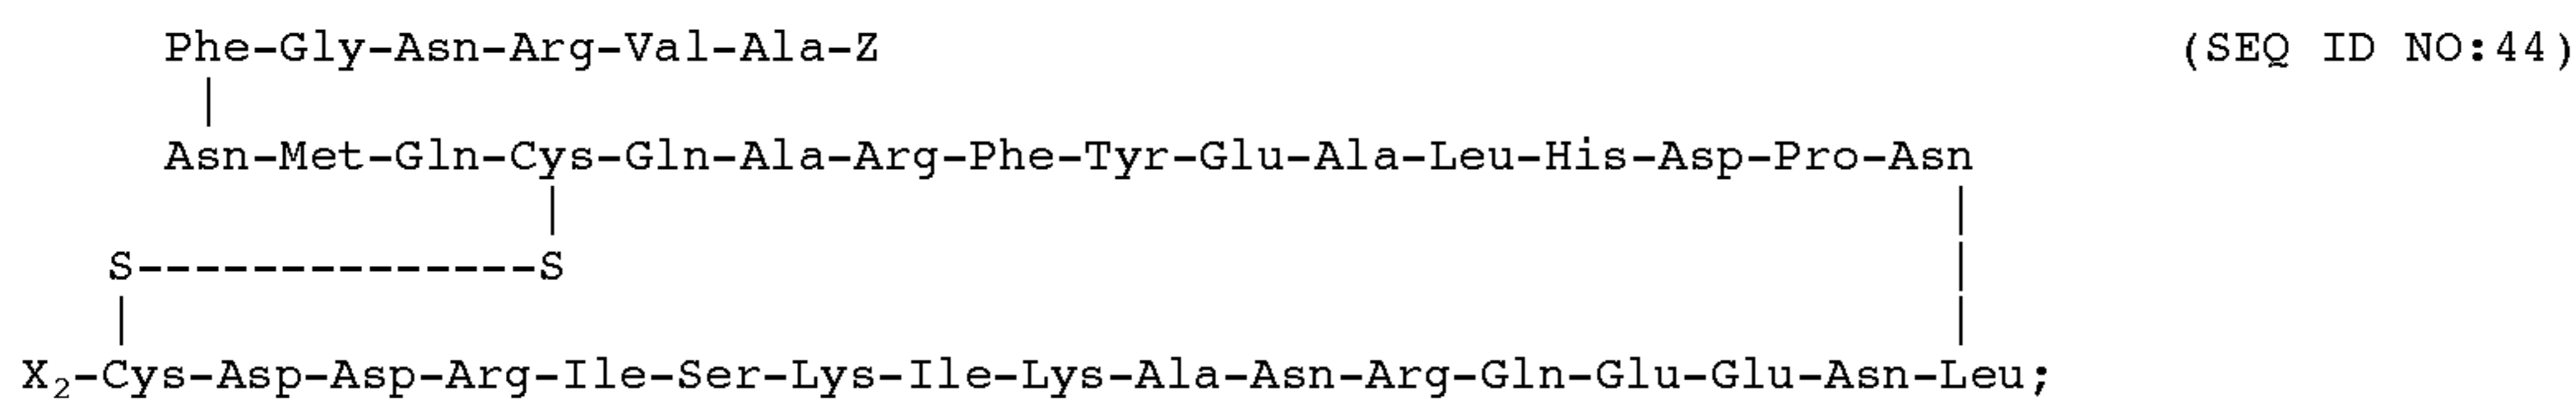 Phe-Gly-Asn-Arg-Val-Ala-Z (SEQ ID NO:44)
Asn-Met-Gln-Cys-Gln-Ala-Arg-Phe-Tyr-Glu-Ala-Leu-His-Asp-Pro-Asn
S---------------S
X₂-Cys-Asp-Asp-Arg-Ile-Ser-Lys-Ile-Lys-Ala-Asn-Arg-Gln-Glu-Glu-Asn-Leu;